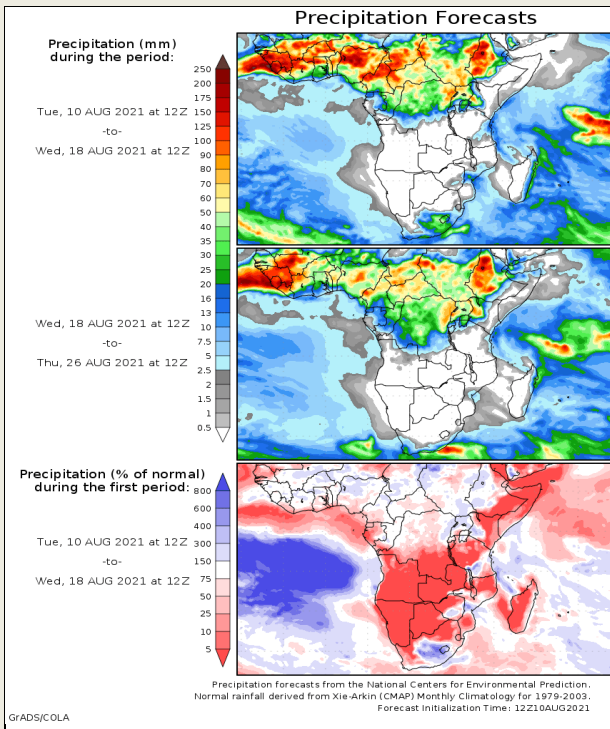 Precipitation Forecasts
Precipitation (mm)
during the period:
Tue, 10 AUG 2021 at 12Z
-to-
Wed, 18 AUG 2021 at 12Z
250
200
175
150
125
100
90
80
70
60
50
40
35
30
25
20
16
13
10
7.5
5
2.5
2
1.5
1
0.5
Wed, 18 AUG 2021 at 12Z
-to-
Thu, 26 AUG 2021 at 12Z
Precipitation (% of normal)
during the first period:
Tue, 10 AUG 2021 at 12Z
-to-
Wed, 18 AUG 2021 at 12Z
800
600
400
300
150
75
50
25
10
5
Precipitation forecasts from the National Centers for Environmental Prediction.
Normal rainfall derived from Xie-Arkin (CMAP) Monthly Climatology for 1979-2003.
Forecast Initialization Time: 12Z10AUG2021
GrADS/COLA